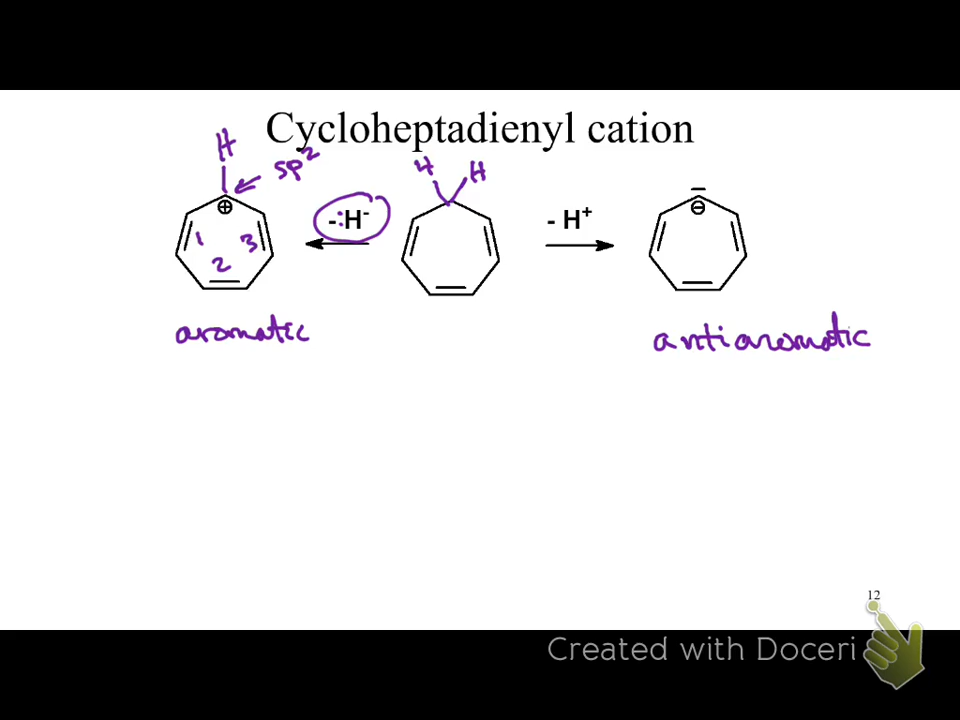 Cycloheptadienyl cation
H
sp²
H H
⊕
- :H⁻
- H⁺
⊖
1
3
2
aromatic
antiaromatic
12
Created with Doceri